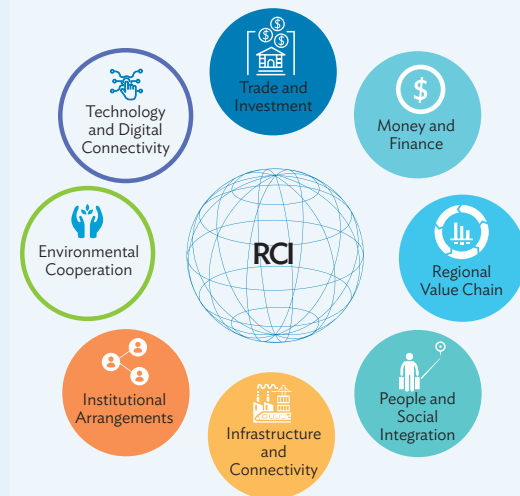 Trade and
Investment
Money and
Finance
Regional
Value Chain
People and
Social
Integration
Infrastructure
and
Connectivity
Institutional
Arrangements
Environmental
Cooperation
Technology
and Digital
Connectivity
RCI